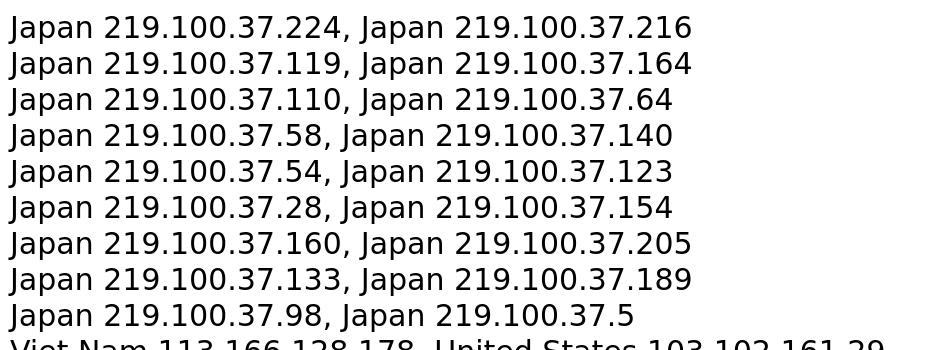 Japan 219.100.37.224, Japan 219.100.37.216
Japan 219.100.37.119, Japan 219.100.37.164
Japan 219.100.37.110, Japan 219.100.37.64
Japan 219.100.37.58, Japan 219.100.37.140
Japan 219.100.37.54, Japan 219.100.37.123
Japan 219.100.37.28, Japan 219.100.37.154
Japan 219.100.37.160, Japan 219.100.37.205
Japan 219.100.37.133, Japan 219.100.37.189
Japan 219.100.37.98, Japan 219.100.37.5
Viet Nam 113.166.128.178, United States 103.102.161.29